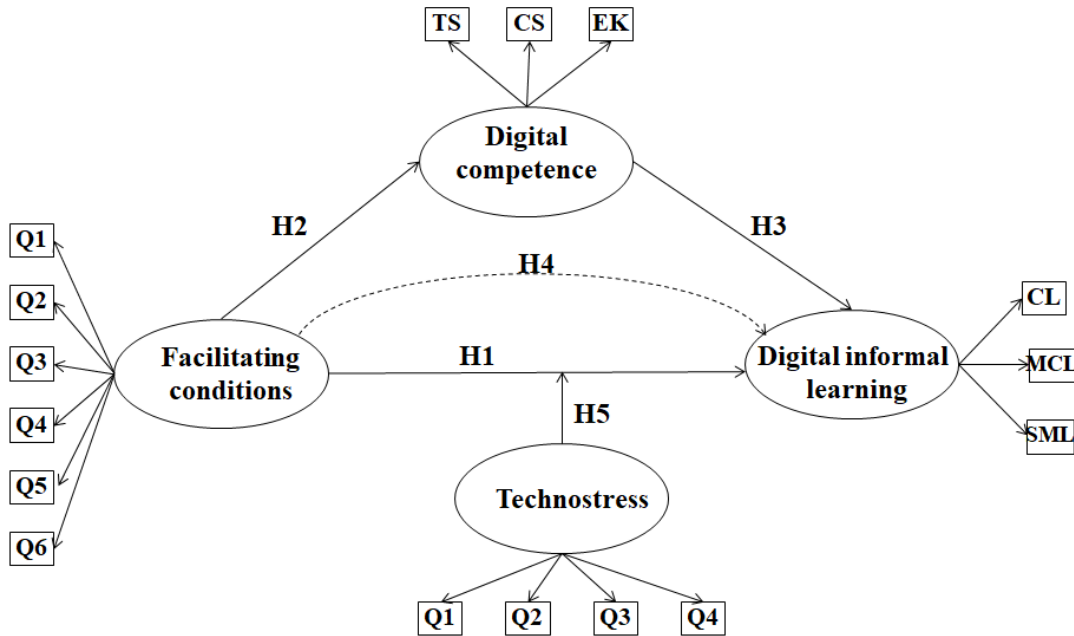 TS
CS
EK
Digital
competence
H2
H3
H4
Q1
Q2
Q3
Q4
Q5
Q6
Facilitating
conditions
H1
Digital informal
learning
CL
MCL
SML
H5
Technostress
Q1
Q2
Q3
Q4